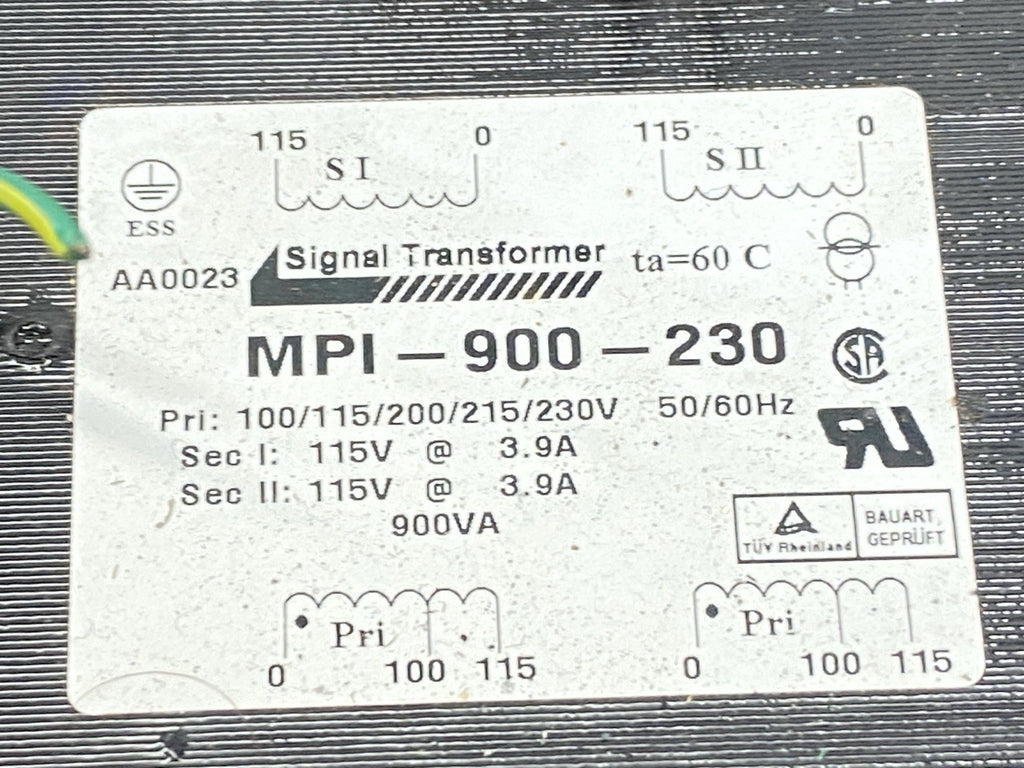 115 0 115 0
S I S II
ESS
AA0023 Signal Transformer ta=60 C
MPI-900-230
SA
Pri: 100/115/200/215/230V 50/60Hz
RU
Sec I: 115V @ 3.9A
Sec II: 115V @ 3.9A
900VA
TÜV Rheinland
BAUART
GEPRÜFT
Pri Pri
0 100 115 0 100 115